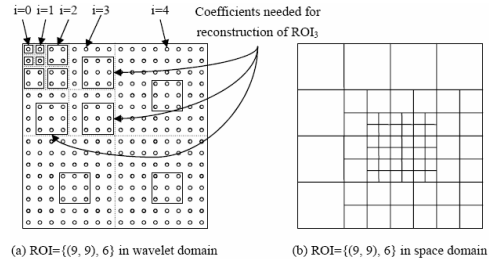 i=0 i=1 i=2 i=3 i=4 Coefficients needed for
reconstruction of ROI₃
(a) ROI={(9, 9), 6} in wavelet domain
(b) ROI={(9, 9), 6} in space domain